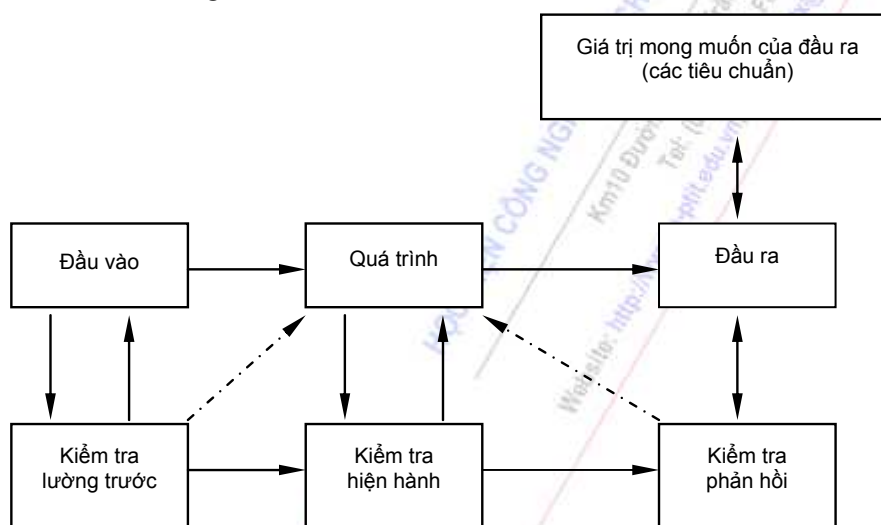 Giá trị mong muốn của đầu ra
(các tiêu chuẩn)
Đầu vào
Quá trình
Đầu ra
Kiểm tra
lường trước
Kiểm tra
hiện hành
Kiểm tra
phản hồi